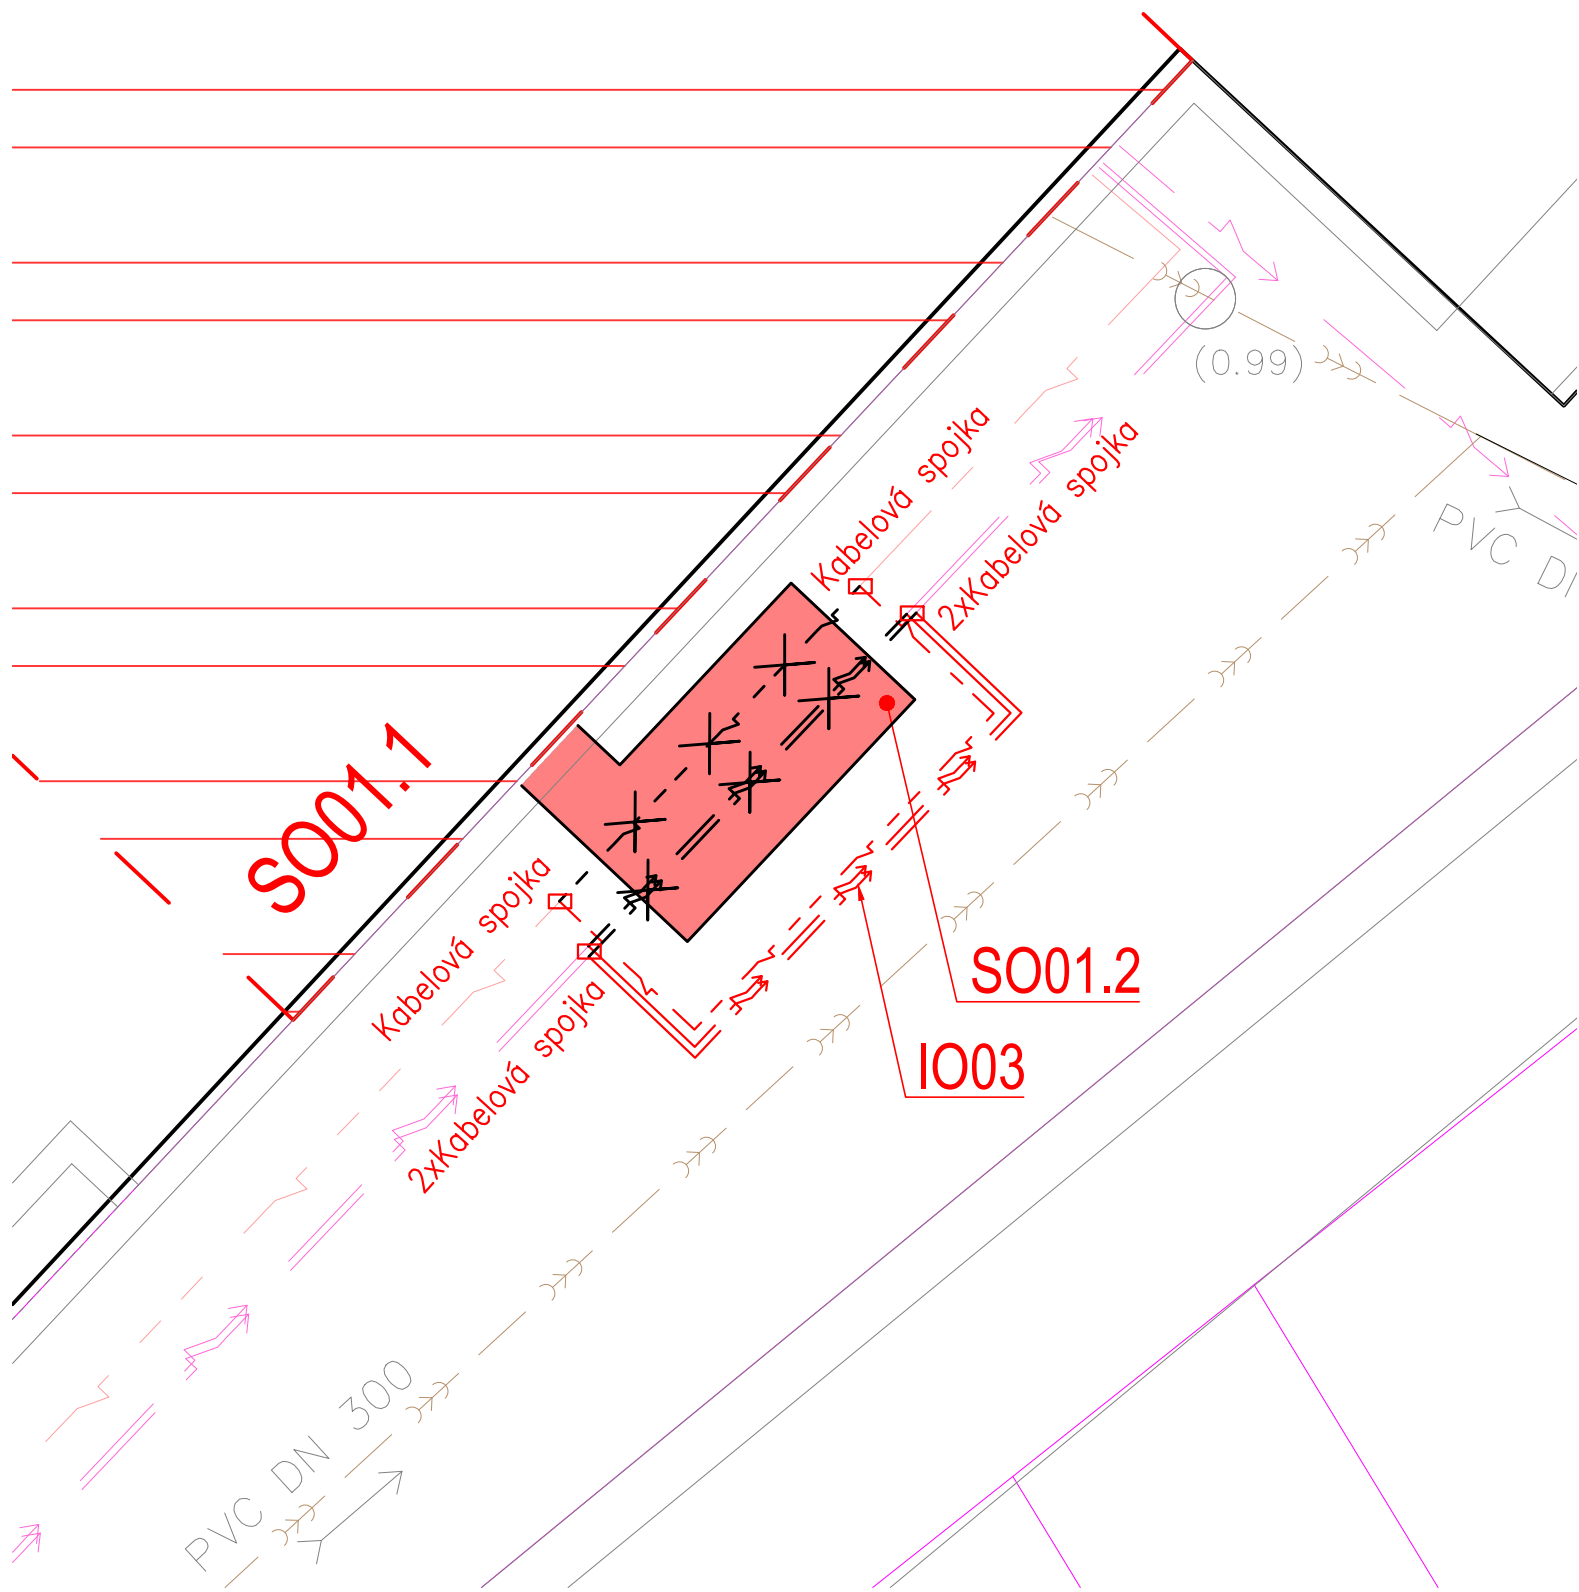 (0.99)
Kabelová spojka
2xKabelová spojka
PVC
SO01.1
Kabelová spojka
2xKabelová spojka
SO01.2
IO03
PVC DN 300